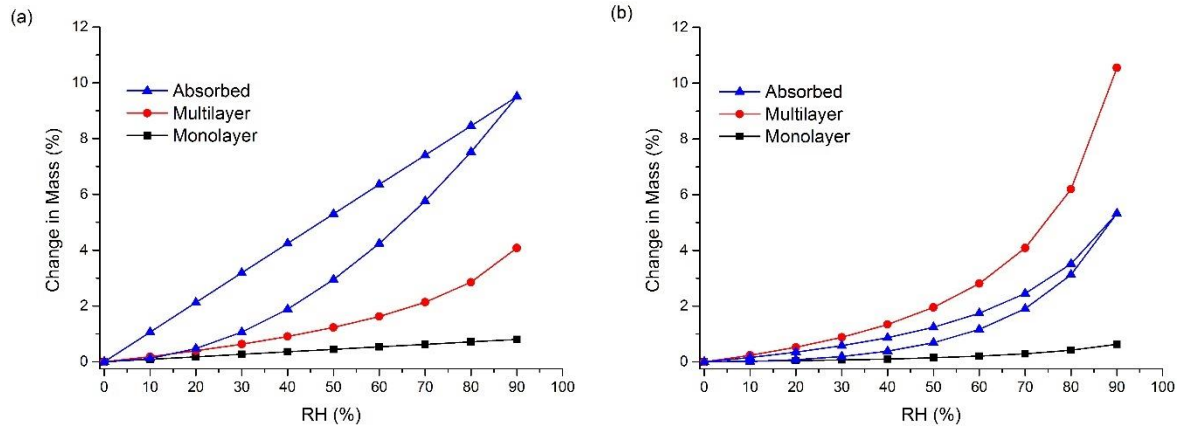 (a)
12
10
8
6
4
2
0
Change in Mass (%)
Absorbed
Multilayer
Monolayer
0 10 20 30 40 50 60 70 80 90 100
RH (%)
(b)
12
10
8
6
4
2
0
Change in Mass (%)
Absorbed
Multilayer
Monolayer
0 10 20 30 40 50 60 70 80 90 100
RH (%)